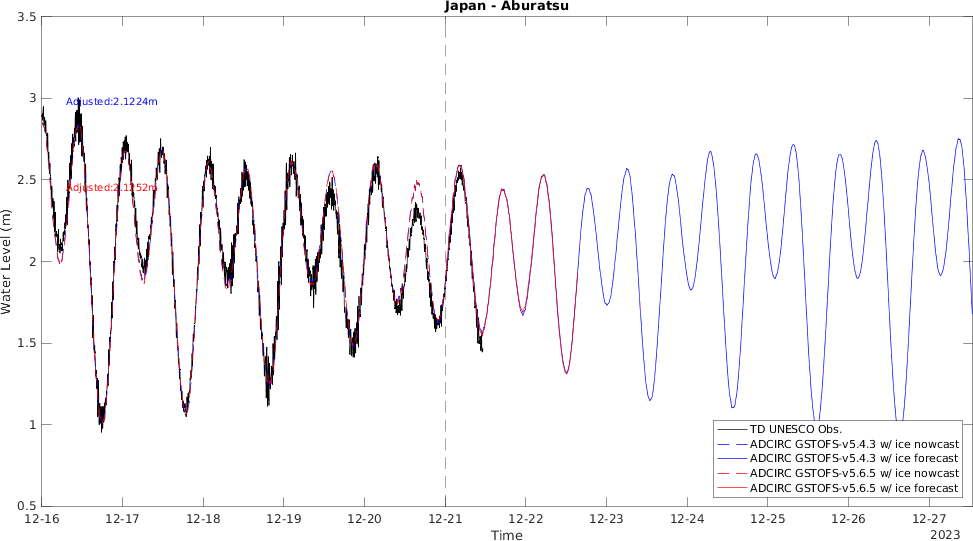 Japan - Aburatsu
3.5
3
2.5
2
1.5
1
0.5
Water Level (m)
Adjusted:2.1224m
Adjusted:2.1252m
TD UNESCO Obs.
ADCIRC GSTOFS-v5.4.3 w/ ice nowcast
ADCIRC GSTOFS-v5.4.3 w/ ice forecast
ADCIRC GSTOFS-v5.6.5 w/ ice nowcast
ADCIRC GSTOFS-v5.6.5 w/ ice forecast
12-16 12-17 12-18 12-19 12-20 12-21 12-22 12-23 12-24 12-25 12-26 12-27
Time
2023